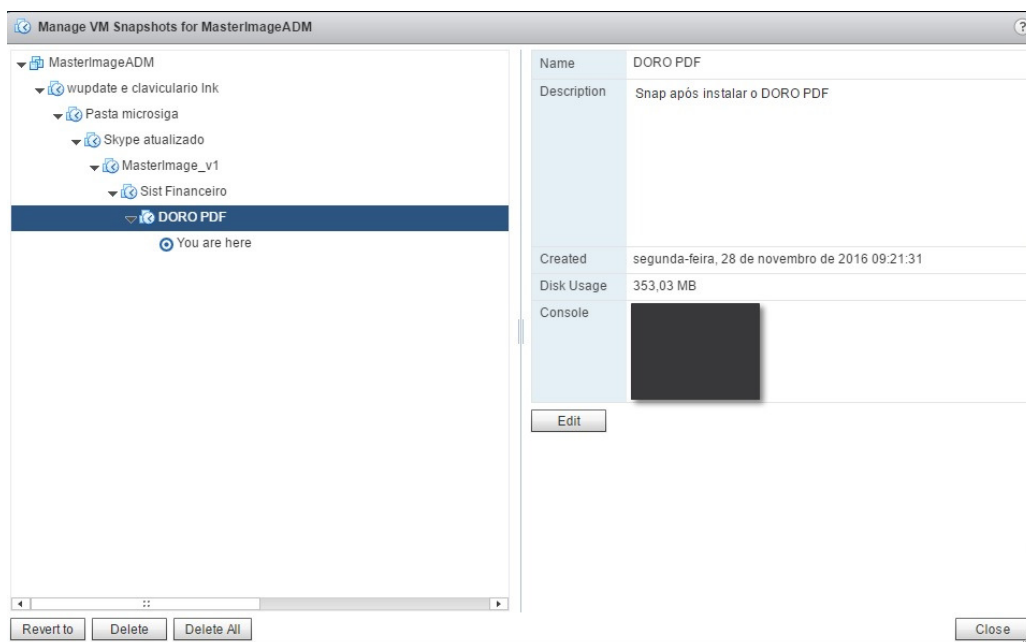 Manage VM Snapshots for MasterImageADM
?
MasterImageADM
wupdate e claviculario lnk
Pasta microsiga
Skype atualizado
MasterImage_v1
Sist Financeiro
DORO PDF
You are here
Name DORO PDF
Description Snap após instalar o DORO PDF
Created segunda-feira, 28 de novembro de 2016 09:21:31
Disk Usage 353,03 MB
Console
Edit
Revert to Delete Delete All Close